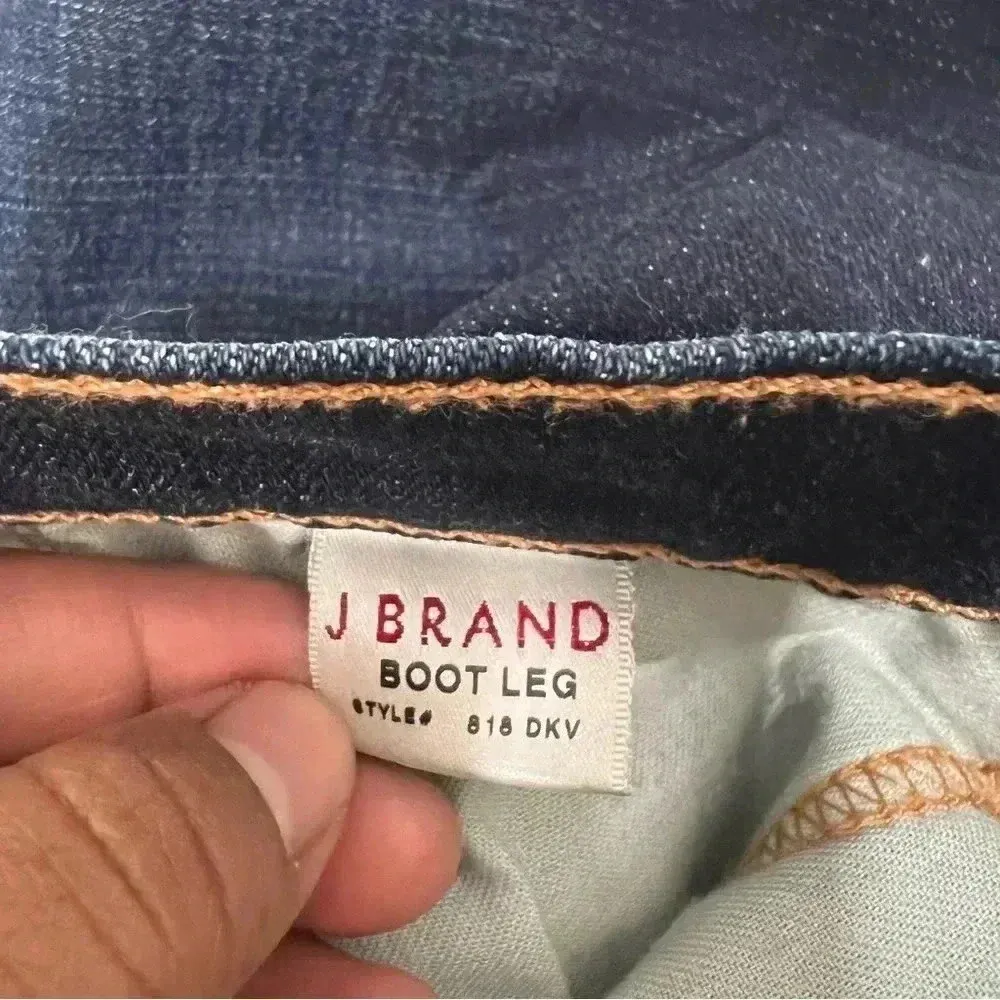 J BRAND
BOOT LEG
STYLE# 818 DKV